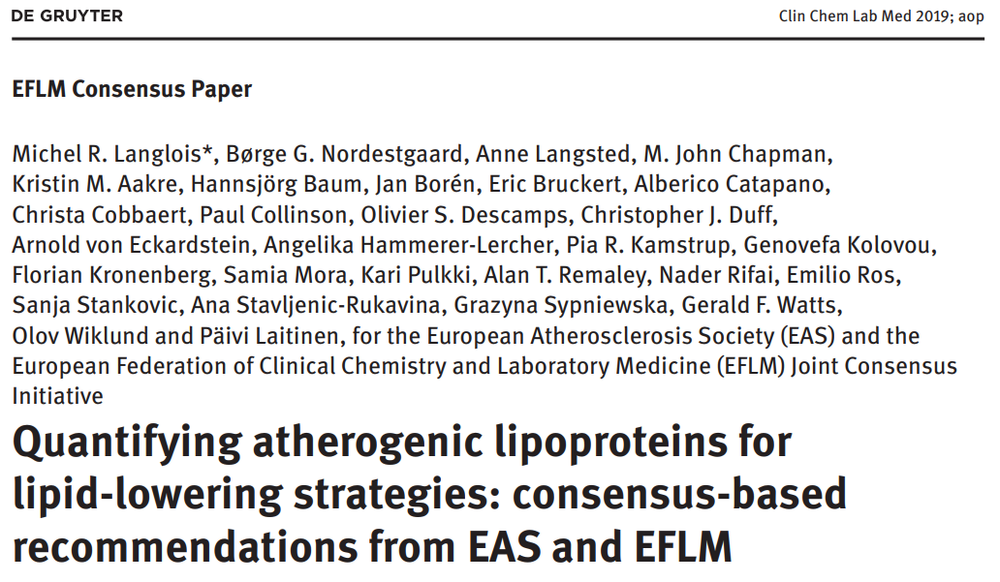 DE GRUYTER
Clin Chem Lab Med 2019; aop
EFLM Consensus Paper
Michel R. Langlois*, Børge G. Nordestgaard, Anne Langsted, M. John Chapman,
Kristin M. Aakre, Hannsjörg Baum, Jan Borén, Eric Bruckert, Alberico Catapano,
Christa Cobbaert, Paul Collinson, Olivier S. Descamps, Christopher J. Duff,
Arnold von Eckardstein, Angelika Hammerer-Lercher, Pia R. Kamstrup, Genovefa Kolovou,
Florian Kronenberg, Samia Mora, Kari Pulkki, Alan T. Remaley, Nader Rifai, Emilio Ros,
Sanja Stankovic, Ana Stavljenic-Rukavina, Grazyna Sypniewska, Gerald F. Watts,
Olov Wiklund and Päivi Laitinen, for the European Atherosclerosis Society (EAS) and the
European Federation of Clinical Chemistry and Laboratory Medicine (EFLM) Joint Consensus
Initiative
Quantifying atherogenic lipoproteins for
lipid-lowering strategies: consensus-based
recommendations from EAS and EFLM